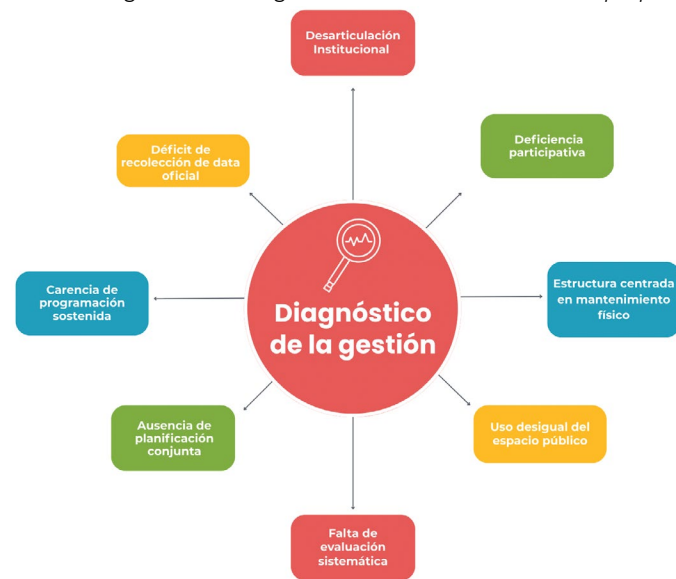 Desarticulación
Institucional
Déficit de
recolección de data
oficial
Deficiencia
participativa
Carencia de
programación
sostenida
Diagnóstico
de la gestión
Estructura centrada
en mantenimiento
físico
Ausencia de
planificación
conjunta
Uso desigual del
espacio público
Falta de
evaluación
sistemática